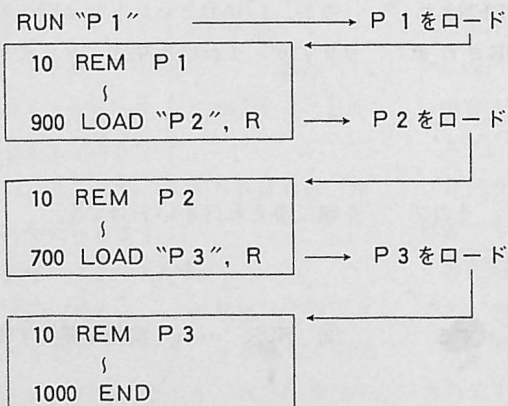 RUN “P 1” ⟶ P 1 をロード
10 REM P 1
∫
900 LOAD “P 2”, R ⟶ P 2 をロード
10 REM P 2
∫
700 LOAD “P 3”, R ⟶ P 3 をロード
10 REM P 3
∫
1000 END